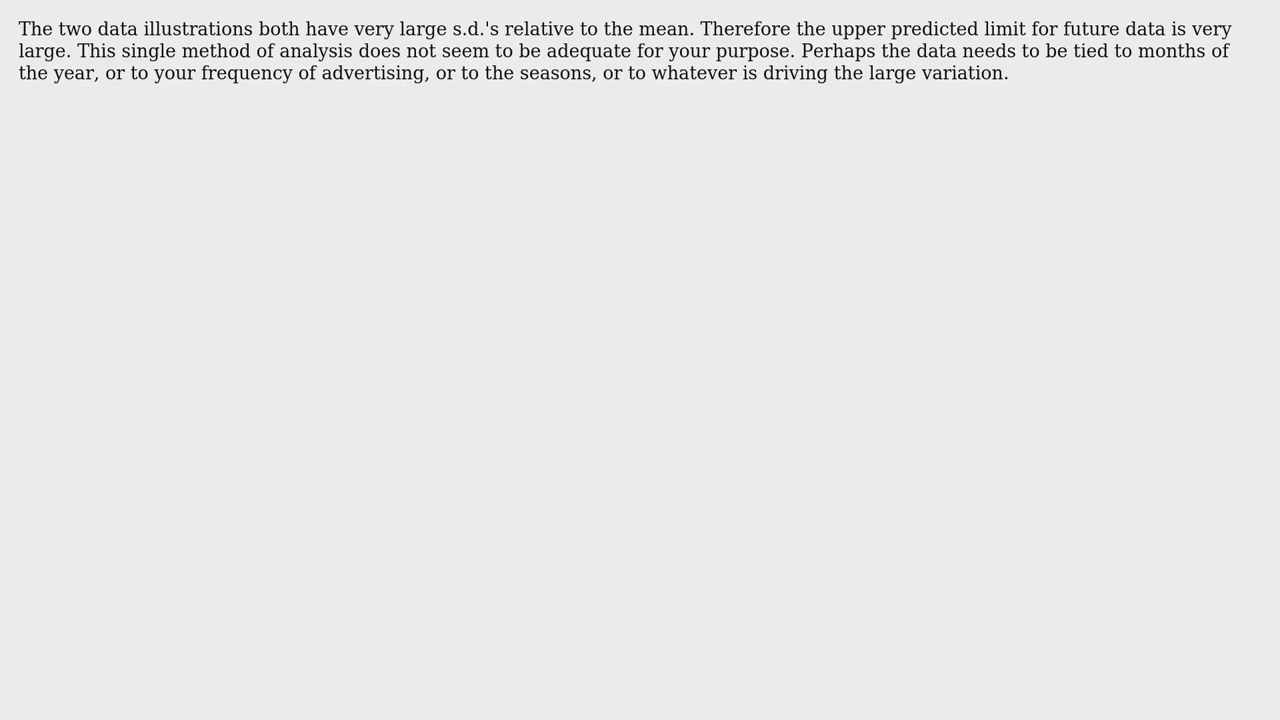 The two data illustrations both have very large s.d.'s relative to the mean. Therefore the upper predicted limit for future data is very
large. This single method of analysis does not seem to be adequate for your purpose. Perhaps the data needs to be tied to months of
the year, or to your frequency of advertising, or to the seasons, or to whatever is driving the large variation.